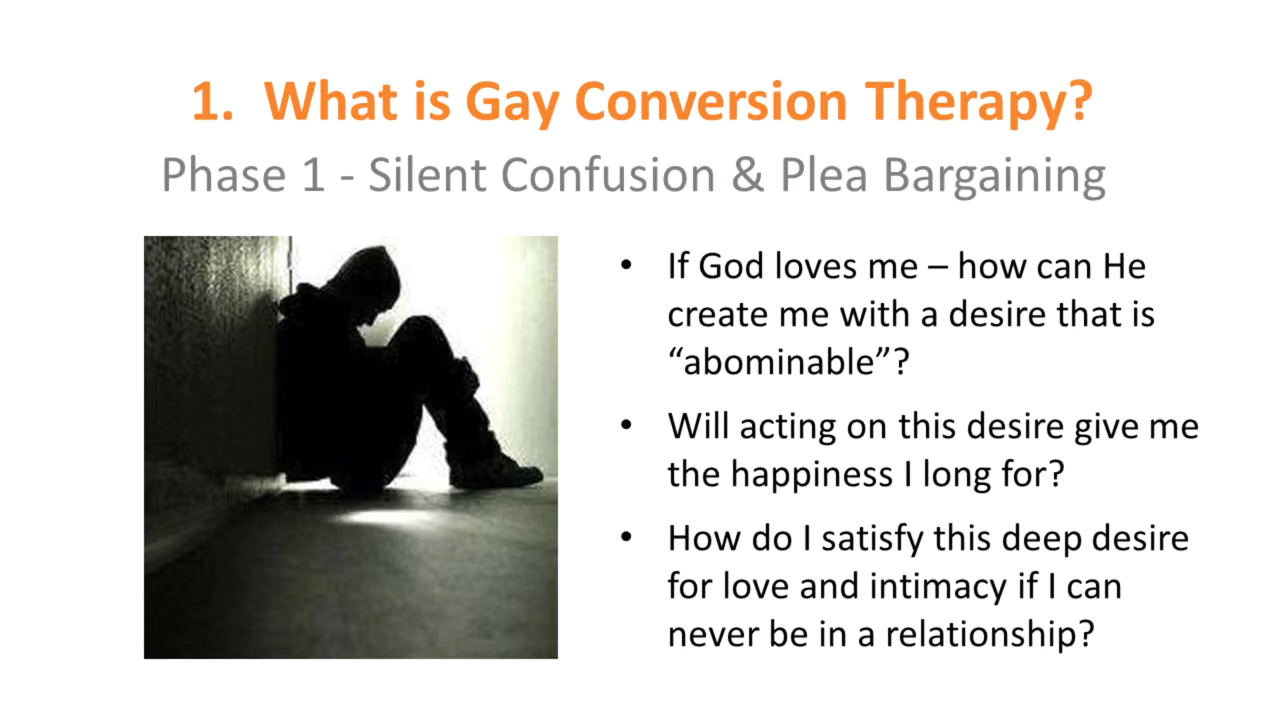 1. What is Gay Conversion Therapy?
Phase 1 - Silent Confusion & Plea Bargaining
• If God loves me – how can He
create me with a desire that is
“abominable”?
• Will acting on this desire give me
the happiness I long for?
• How do I satisfy this deep desire
for love and intimacy if I can
never be in a relationship?